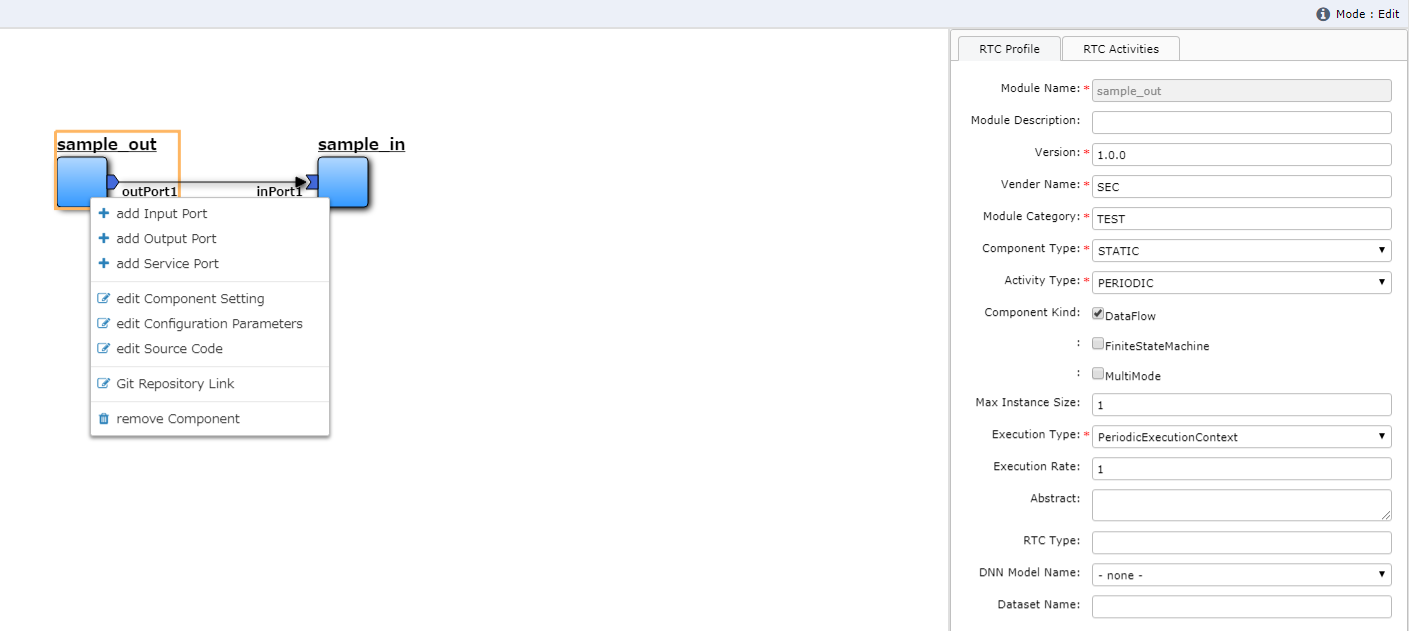 Mode : Edit
RTC Profile
RTC Activities
sample_out
sample_in
outPort1
inPort1
add Input Port
add Output Port
add Service Port
edit Component Setting
edit Configuration Parameters
edit Source Code
Git Repository Link
remove Component
Module Name: * sample_out
Module Description:
Version: * 1.0.0
Vender Name: * SEC
Module Category: * TEST
Component Type: * STATIC
Activity Type: * PERIODIC
Component Kind: DataFlow
: FiniteStateMachine
: MultiMode
Max Instance Size: 1
Execution Type: * PeriodicExecutionContext
Execution Rate: 1
Abstract:
RTC Type:
DNN Model Name: - none -
Dataset Name: